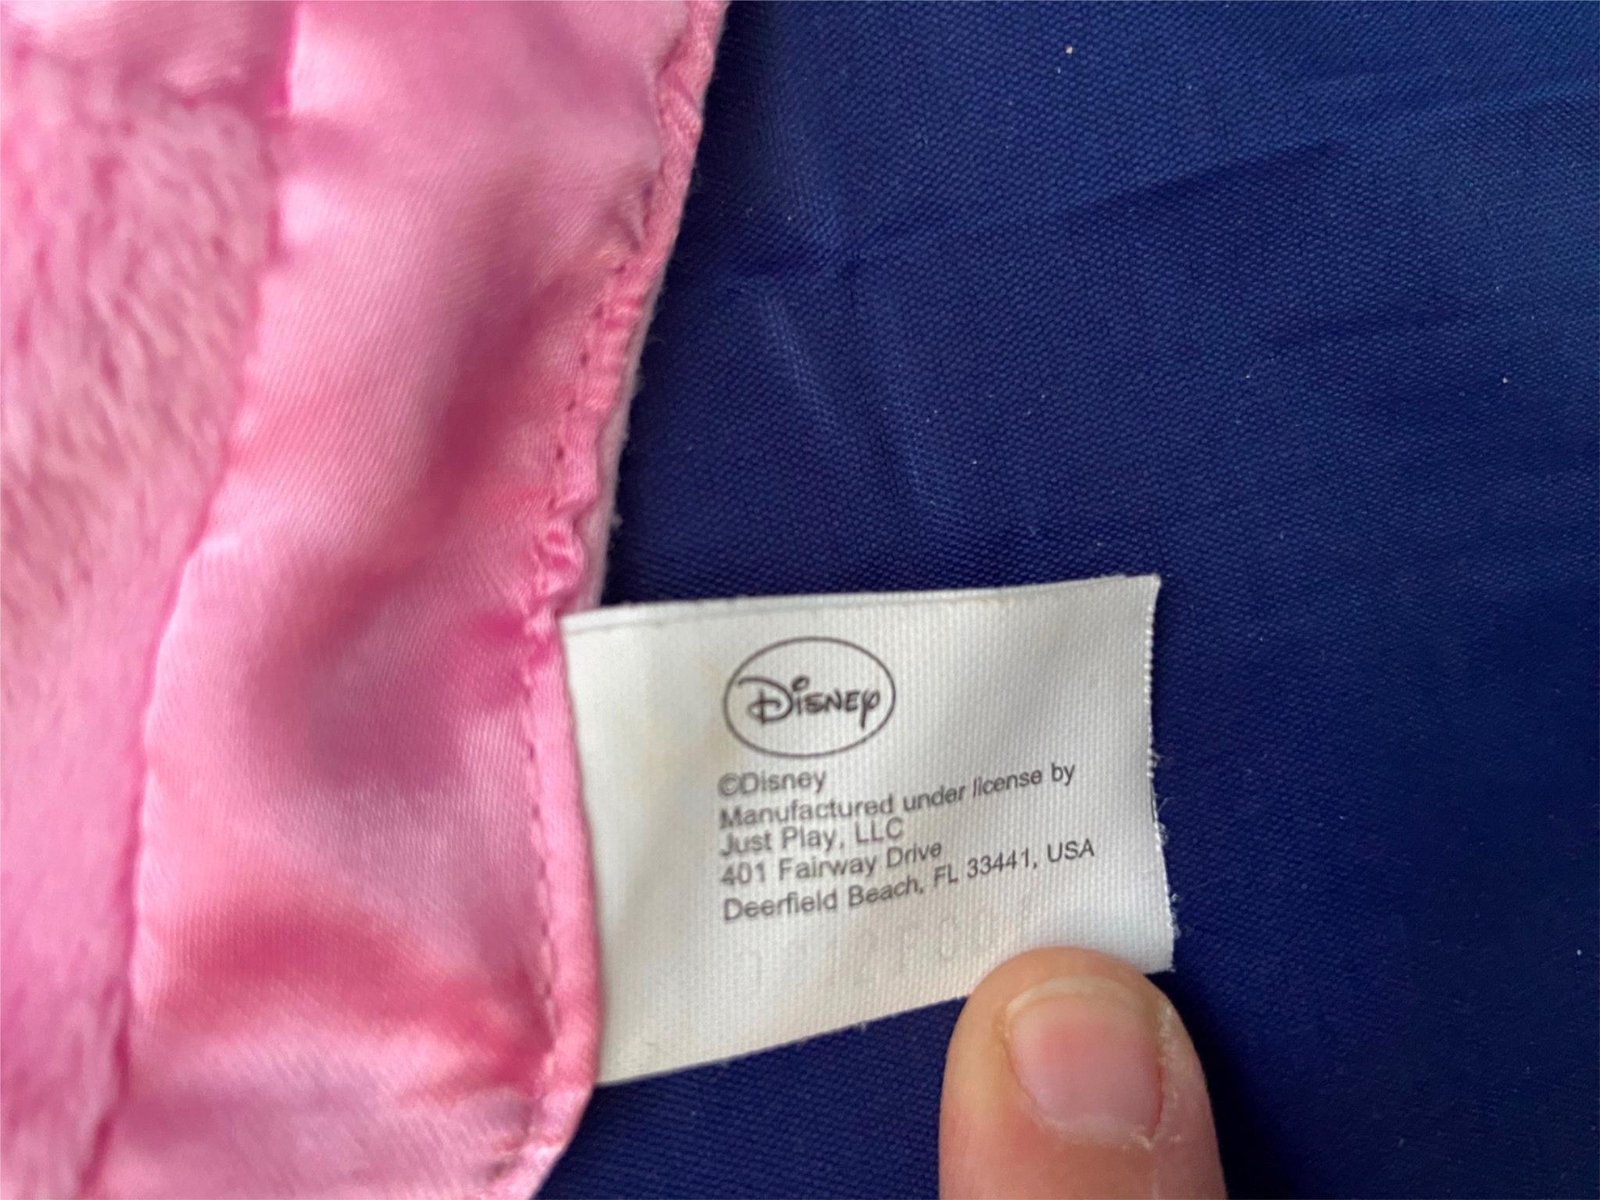 Disney
©Disney
Manufactured under license by
Just Play, LLC
401 Fairway Drive
Deerfield Beach, FL 33441, USA